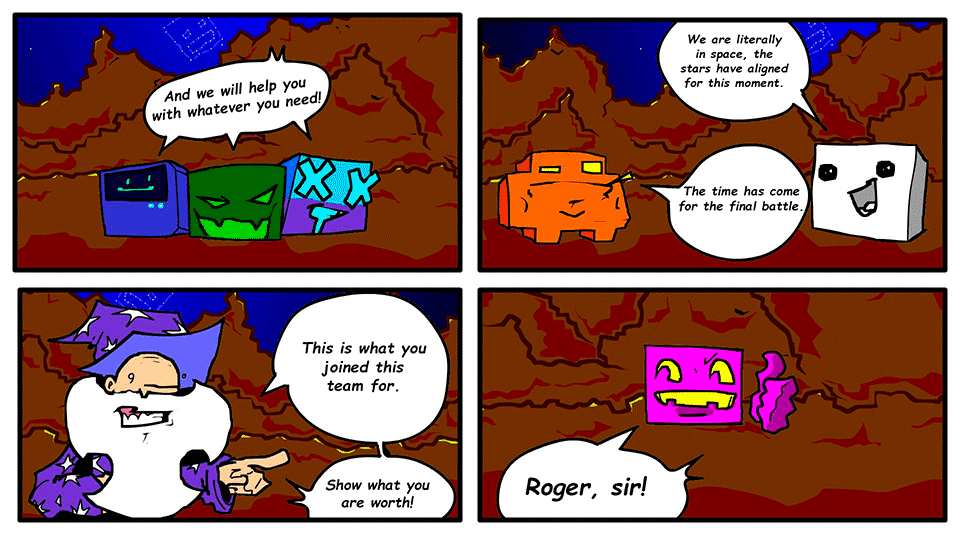 And we will help you
with whatever you need!
We are literally
in space, the
stars have aligned
for this moment.
The time has come
for the final battle.
This is what you
joined this
team for.
Show what you
are worth!
Roger, sir!